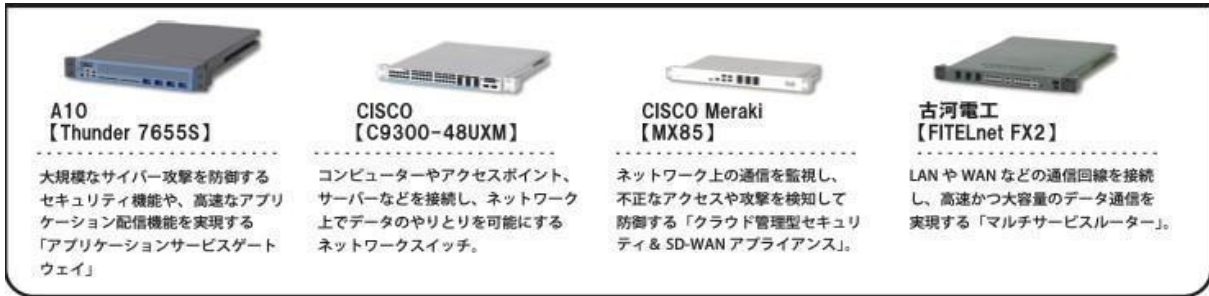 A10
【Thunder 7655S】
大規模なサイバー攻撃を防御する
セキュリティ機能や、高速なアプリ
ケーション配信機能を実現する
「アプリケーションサービスゲート
ウェイ」
CISCO
【C9300-48UXM】
コンピューターやアクセスポイント、
サーバーなどを接続し、ネットワーク
上でデータのやりとりを可能にする
ネットワークスイッチ。
CISCO Meraki
【MX85】
ネットワーク上の通信を監視し、
不正なアクセスや攻撃を検知して
防御する「クラウド管理型セキュリ
ティ& SD-WAN アプライアンス」。
古河電工
【FITELnet FX2】
LAN や WAN などの通信回線を接続
し、高速かつ大容量のデータ通信を
実現する「マルチサービスルーター」。